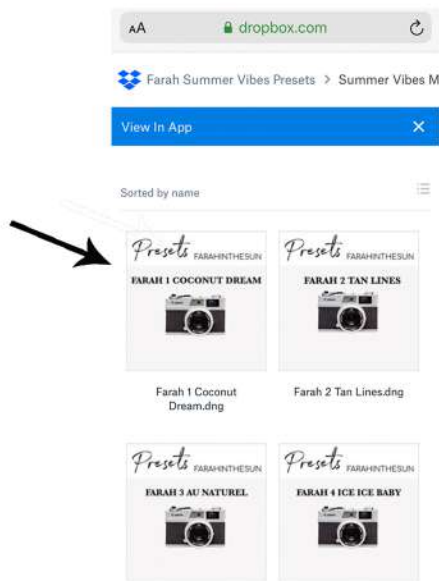 AA dropbox.com
Farah Summer Vibes Presets > Summer Vibes M
View In App
Sorted by name
Presets FARAHINTHESUN
FARAH 1 COCONUT DREAM
Presets FARAHINTHESUN
FARAH 2 TAN LINES
Farah 1 Coconut
Dream.dng
Farah 2 Tan Lines.dng
Presets FARAHINTHESUN
FARAH 3 AU NATUREL
Presets FARAHINTHESUN
FARAH 4 ICE ICE BABY